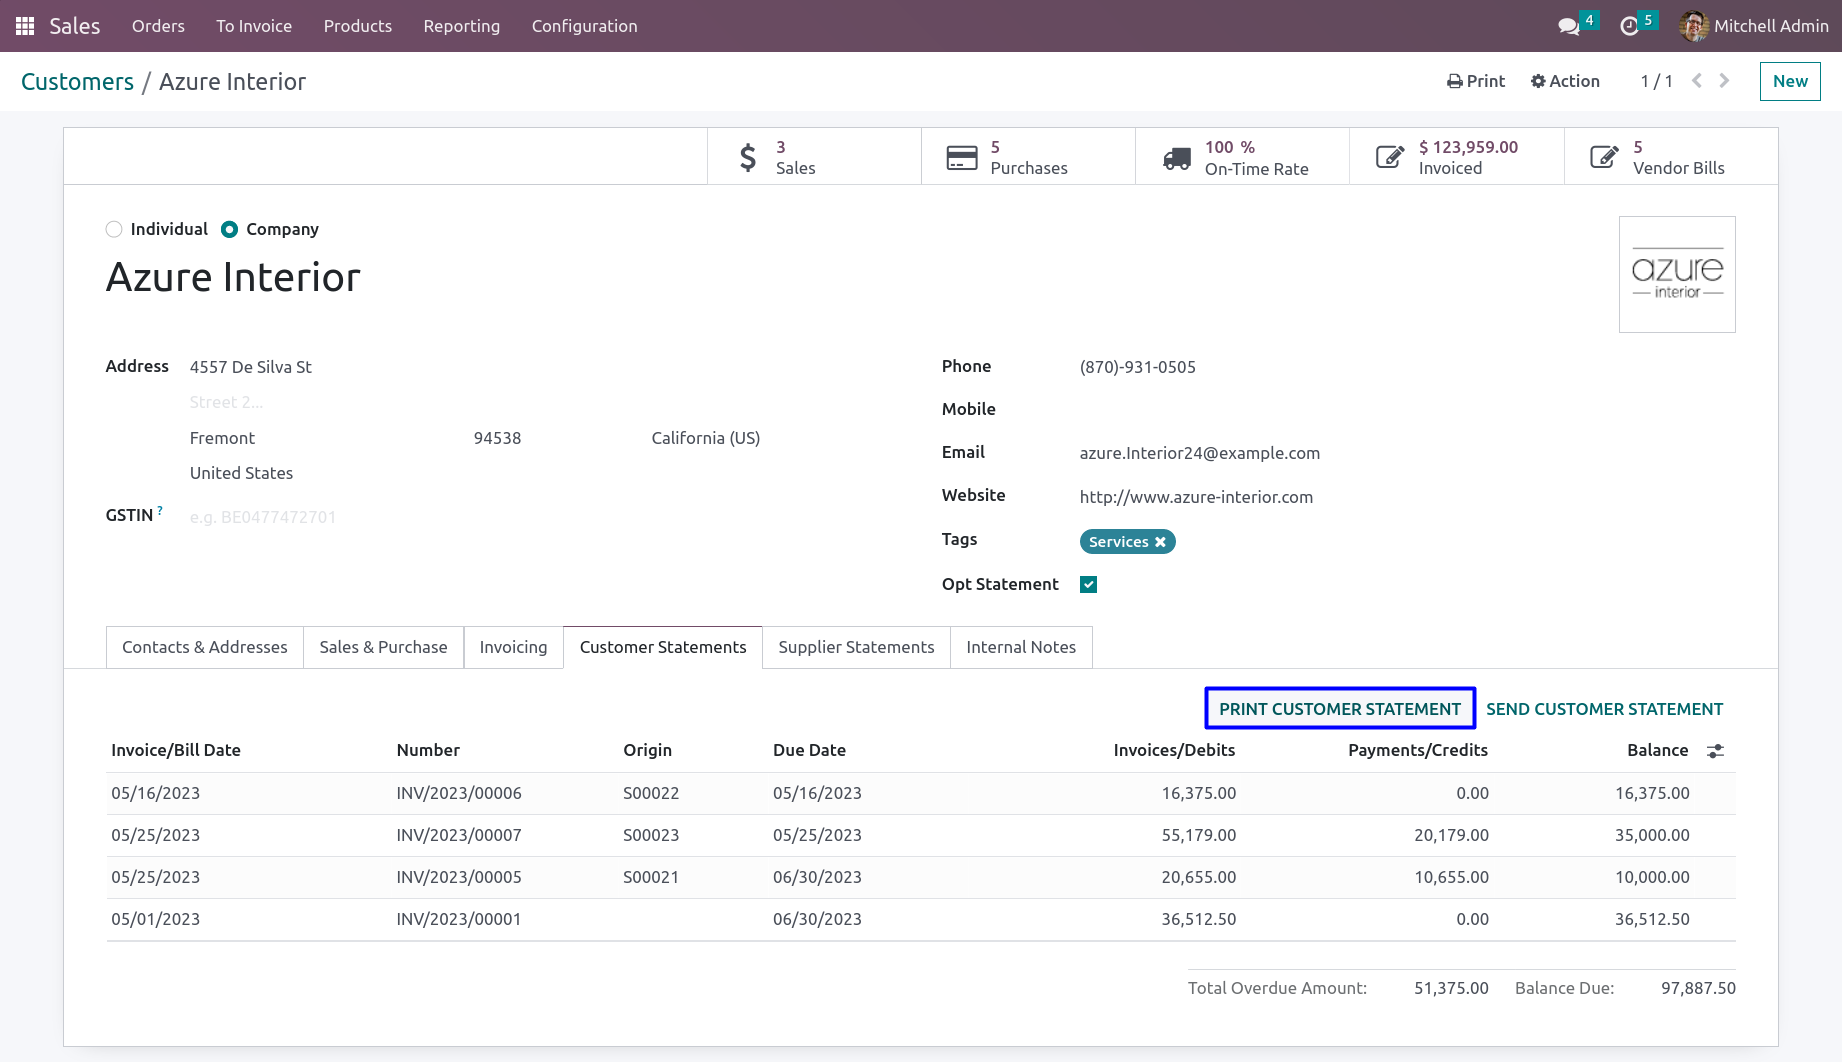 Sales Orders To Invoice Products Reporting Configuration 4 5 Mitchell Admin
Customers / Azure Interior Print Action 1 / 1 New
3 5 100 % $ 123,959.00 5
Sales Purchases On-Time Rate Invoiced Vendor Bills
Individual Company
Azure Interior
azure
interior
Address 4557 De Silva St Phone (870)-931-0505
Street 2...
Mobile
Fremont 94538 California (US)
Email azure.Interior24@example.com
United States
Website http://www.azure-interior.com
GSTIN ? e.g. BE0477472701
Tags Services
Opt Statement
Contacts & Addresses Sales & Purchase Invoicing Customer Statements Supplier Statements Internal Notes
PRINT CUSTOMER STATEMENT SEND CUSTOMER STATEMENT
Invoice/Bill Date Number Origin Due Date Invoices/Debits Payments/Credits Balance
05/16/2023 INV/2023/00006 S00022 05/16/2023 16,375.00 0.00 16,375.00
05/25/2023 INV/2023/00007 S00023 05/25/2023 55,179.00 20,179.00 35,000.00
05/25/2023 INV/2023/00005 S00021 06/30/2023 20,655.00 10,655.00 10,000.00
05/01/2023 INV/2023/00001 06/30/2023 36,512.50 0.00 36,512.50
Total Overdue Amount: 51,375.00 Balance Due: 97,887.50